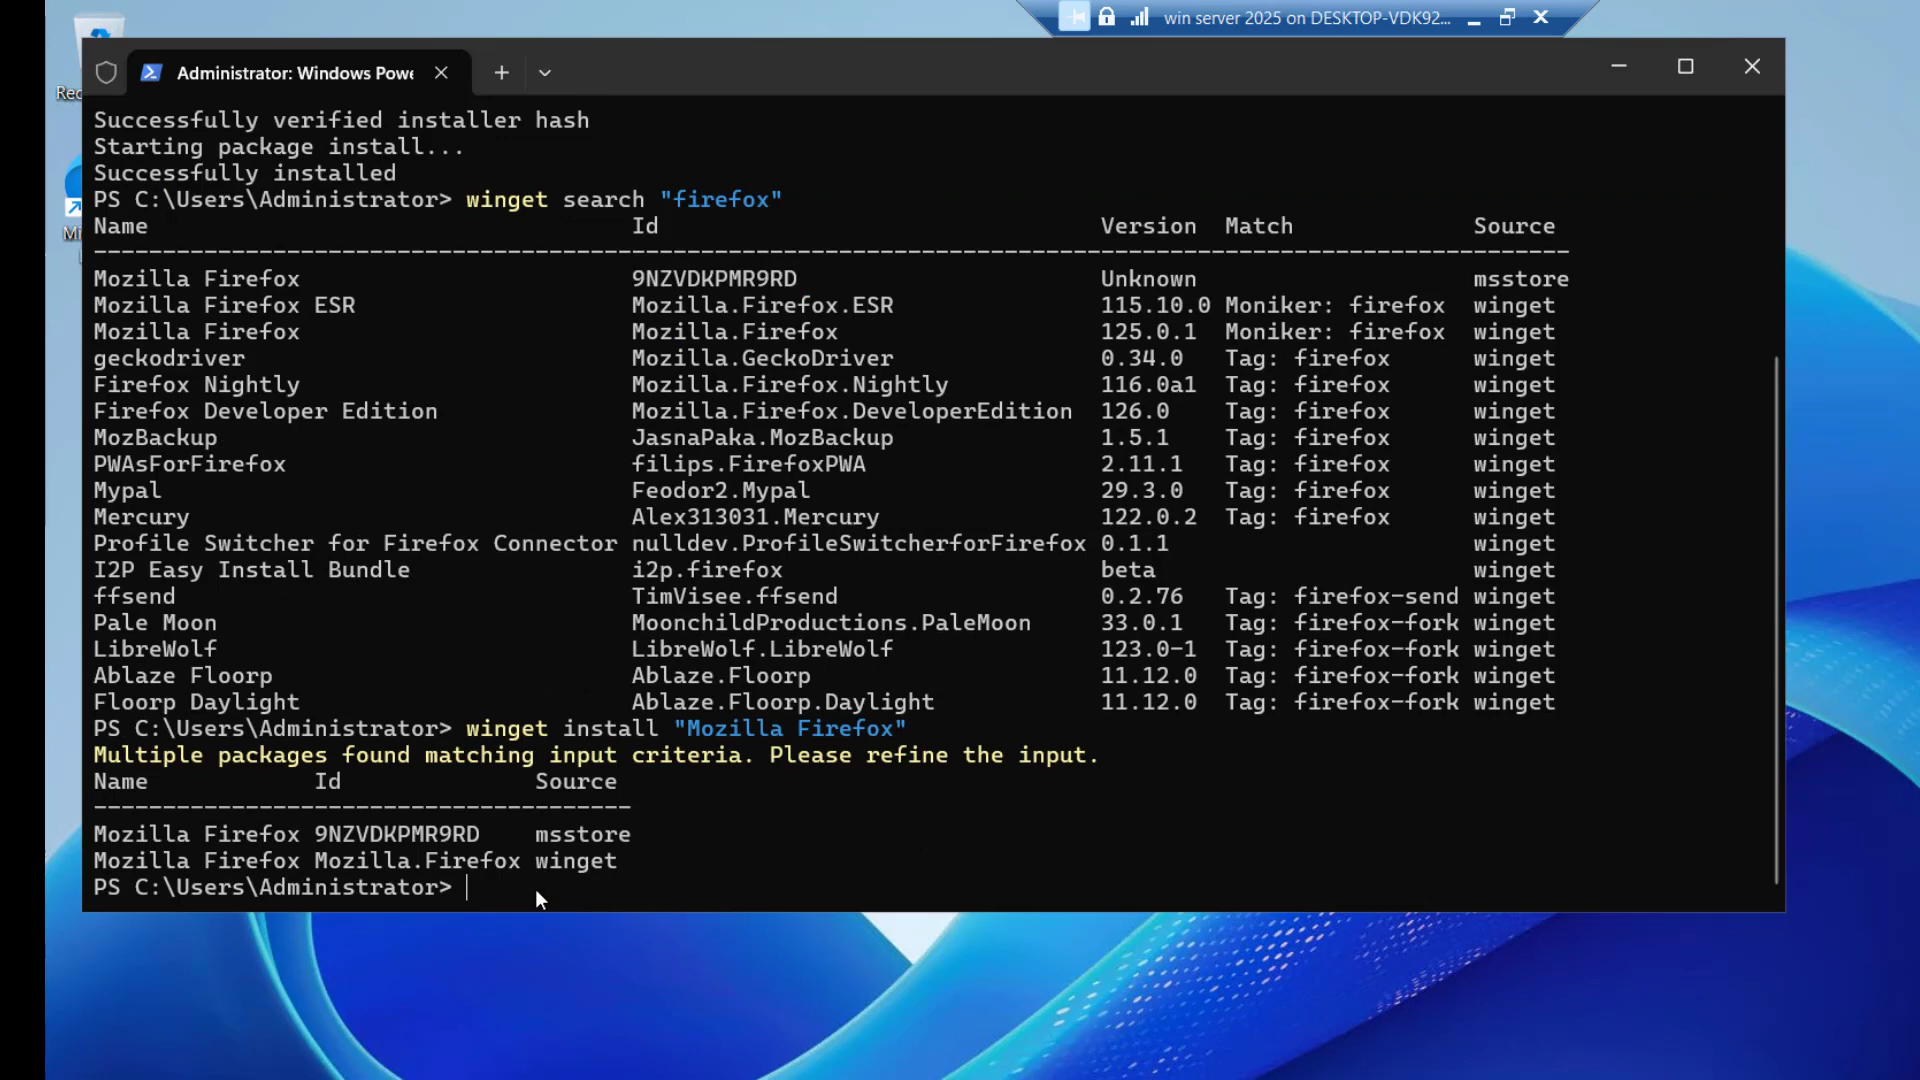 win server 2025 on DESKTOP-VDK92...
Administrator: Windows Powe
Successfully verified installer hash
Starting package install...
Successfully installed
PS C:\Users\Administrator> winget search "firefox"
Name Id Version Match Source
Mozilla Firefox 9NZVDKPMR9RD Unknown msstore
Mozilla Firefox ESR Mozilla.Firefox.ESR 115.10.0 Moniker: firefox winget
Mozilla Firefox Mozilla.Firefox 125.0.1 Moniker: firefox winget
geckodriver Mozilla.GeckoDriver 0.34.0 Tag: firefox winget
Firefox Nightly Mozilla.Firefox.Nightly 116.0a1 Tag: firefox winget
Firefox Developer Edition Mozilla.Firefox.DeveloperEdition 126.0 Tag: firefox winget
MozBackup JasnaPaka.MozBackup 1.5.1 Tag: firefox winget
PWAsForFirefox filips.FirefoxPWA 2.11.1 Tag: firefox winget
Mypal Feodor2.Mypal 29.3.0 Tag: firefox winget
Mercury Alex313031.Mercury 122.0.2 Tag: firefox winget
Profile Switcher for Firefox Connector nulldev.ProfileSwitcherforFirefox 0.1.1 winget
I2P Easy Install Bundle i2p.firefox beta winget
ffsend TimVisee.ffsend 0.2.76 Tag: firefox-send winget
Pale Moon MoonchildProductions.PaleMoon 33.0.1 Tag: firefox-fork winget
LibreWolf LibreWolf.LibreWolf 123.0-1 Tag: firefox-fork winget
Ablaze Floorp Ablaze.Floorp 11.12.0 Tag: firefox-fork winget
Floorp Daylight Ablaze.Floorp.Daylight 11.12.0 Tag: firefox-fork winget
PS C:\Users\Administrator> winget install "Mozilla Firefox"
Multiple packages found matching input criteria. Please refine the input.
Name Id Source
Mozilla Firefox 9NZVDKPMR9RD msstore
Mozilla Firefox Mozilla.Firefox winget
PS C:\Users\Administrator>